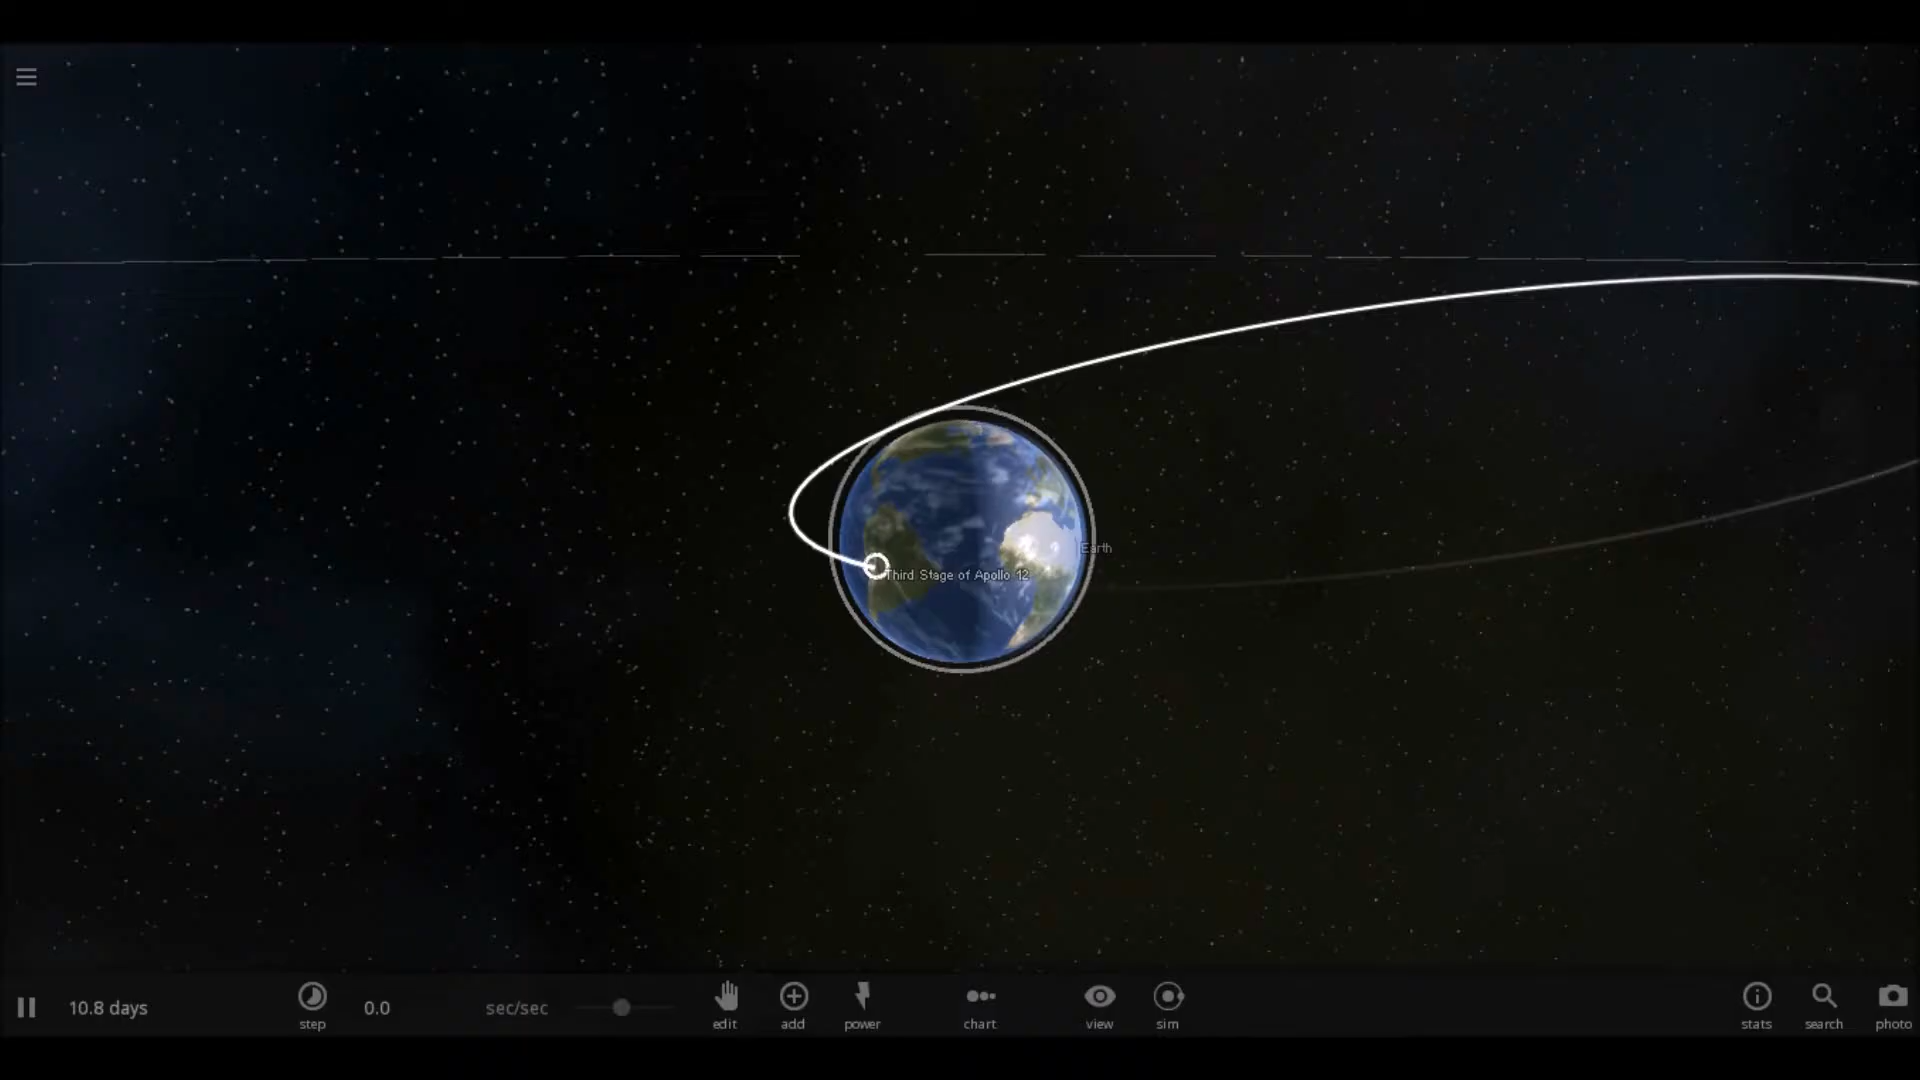 Earth
Third Stage of Apollo 12
10.8 days
step
0.0
sec/sec
edit
add
power
chart
view
sim
stats
search
photo